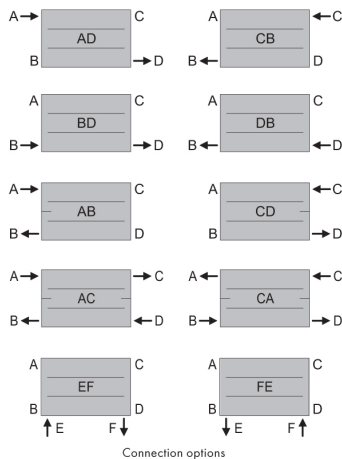 A C A C
AD CB
B D B D
A C A C
BD DB
B D B D
A C A C
AB CD
B D B D
A C A C
AC CA
B D B D
A C A C
EF FE
B D B D
E F E F
Connection options